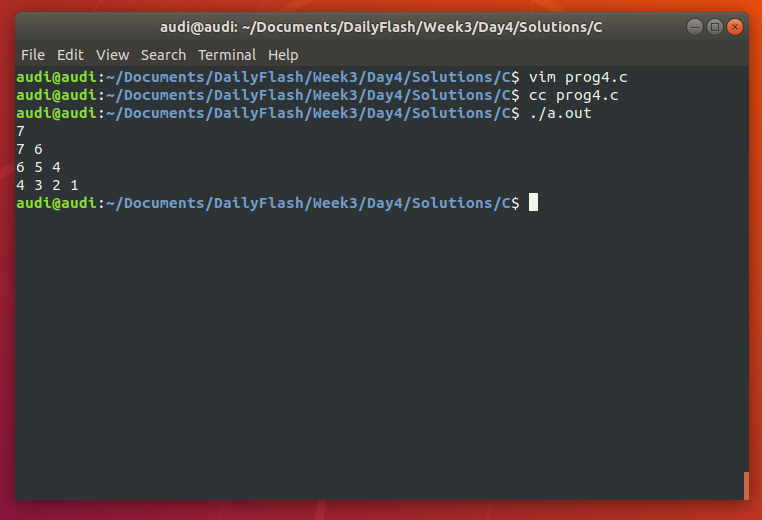 audi@audi: ~/Documents/DailyFlash/Week3/Day4/Solutions/C
File Edit View Search Terminal Help
audi@audi:~/Documents/DailyFlash/Week3/Day4/Solutions/C$ vim prog4.c
audi@audi:~/Documents/DailyFlash/Week3/Day4/Solutions/C$ cc prog4.c
audi@audi:~/Documents/DailyFlash/Week3/Day4/Solutions/C$ ./a.out
7
7 6
6 5 4
4 3 2 1
audi@audi:~/Documents/DailyFlash/Week3/Day4/Solutions/C$